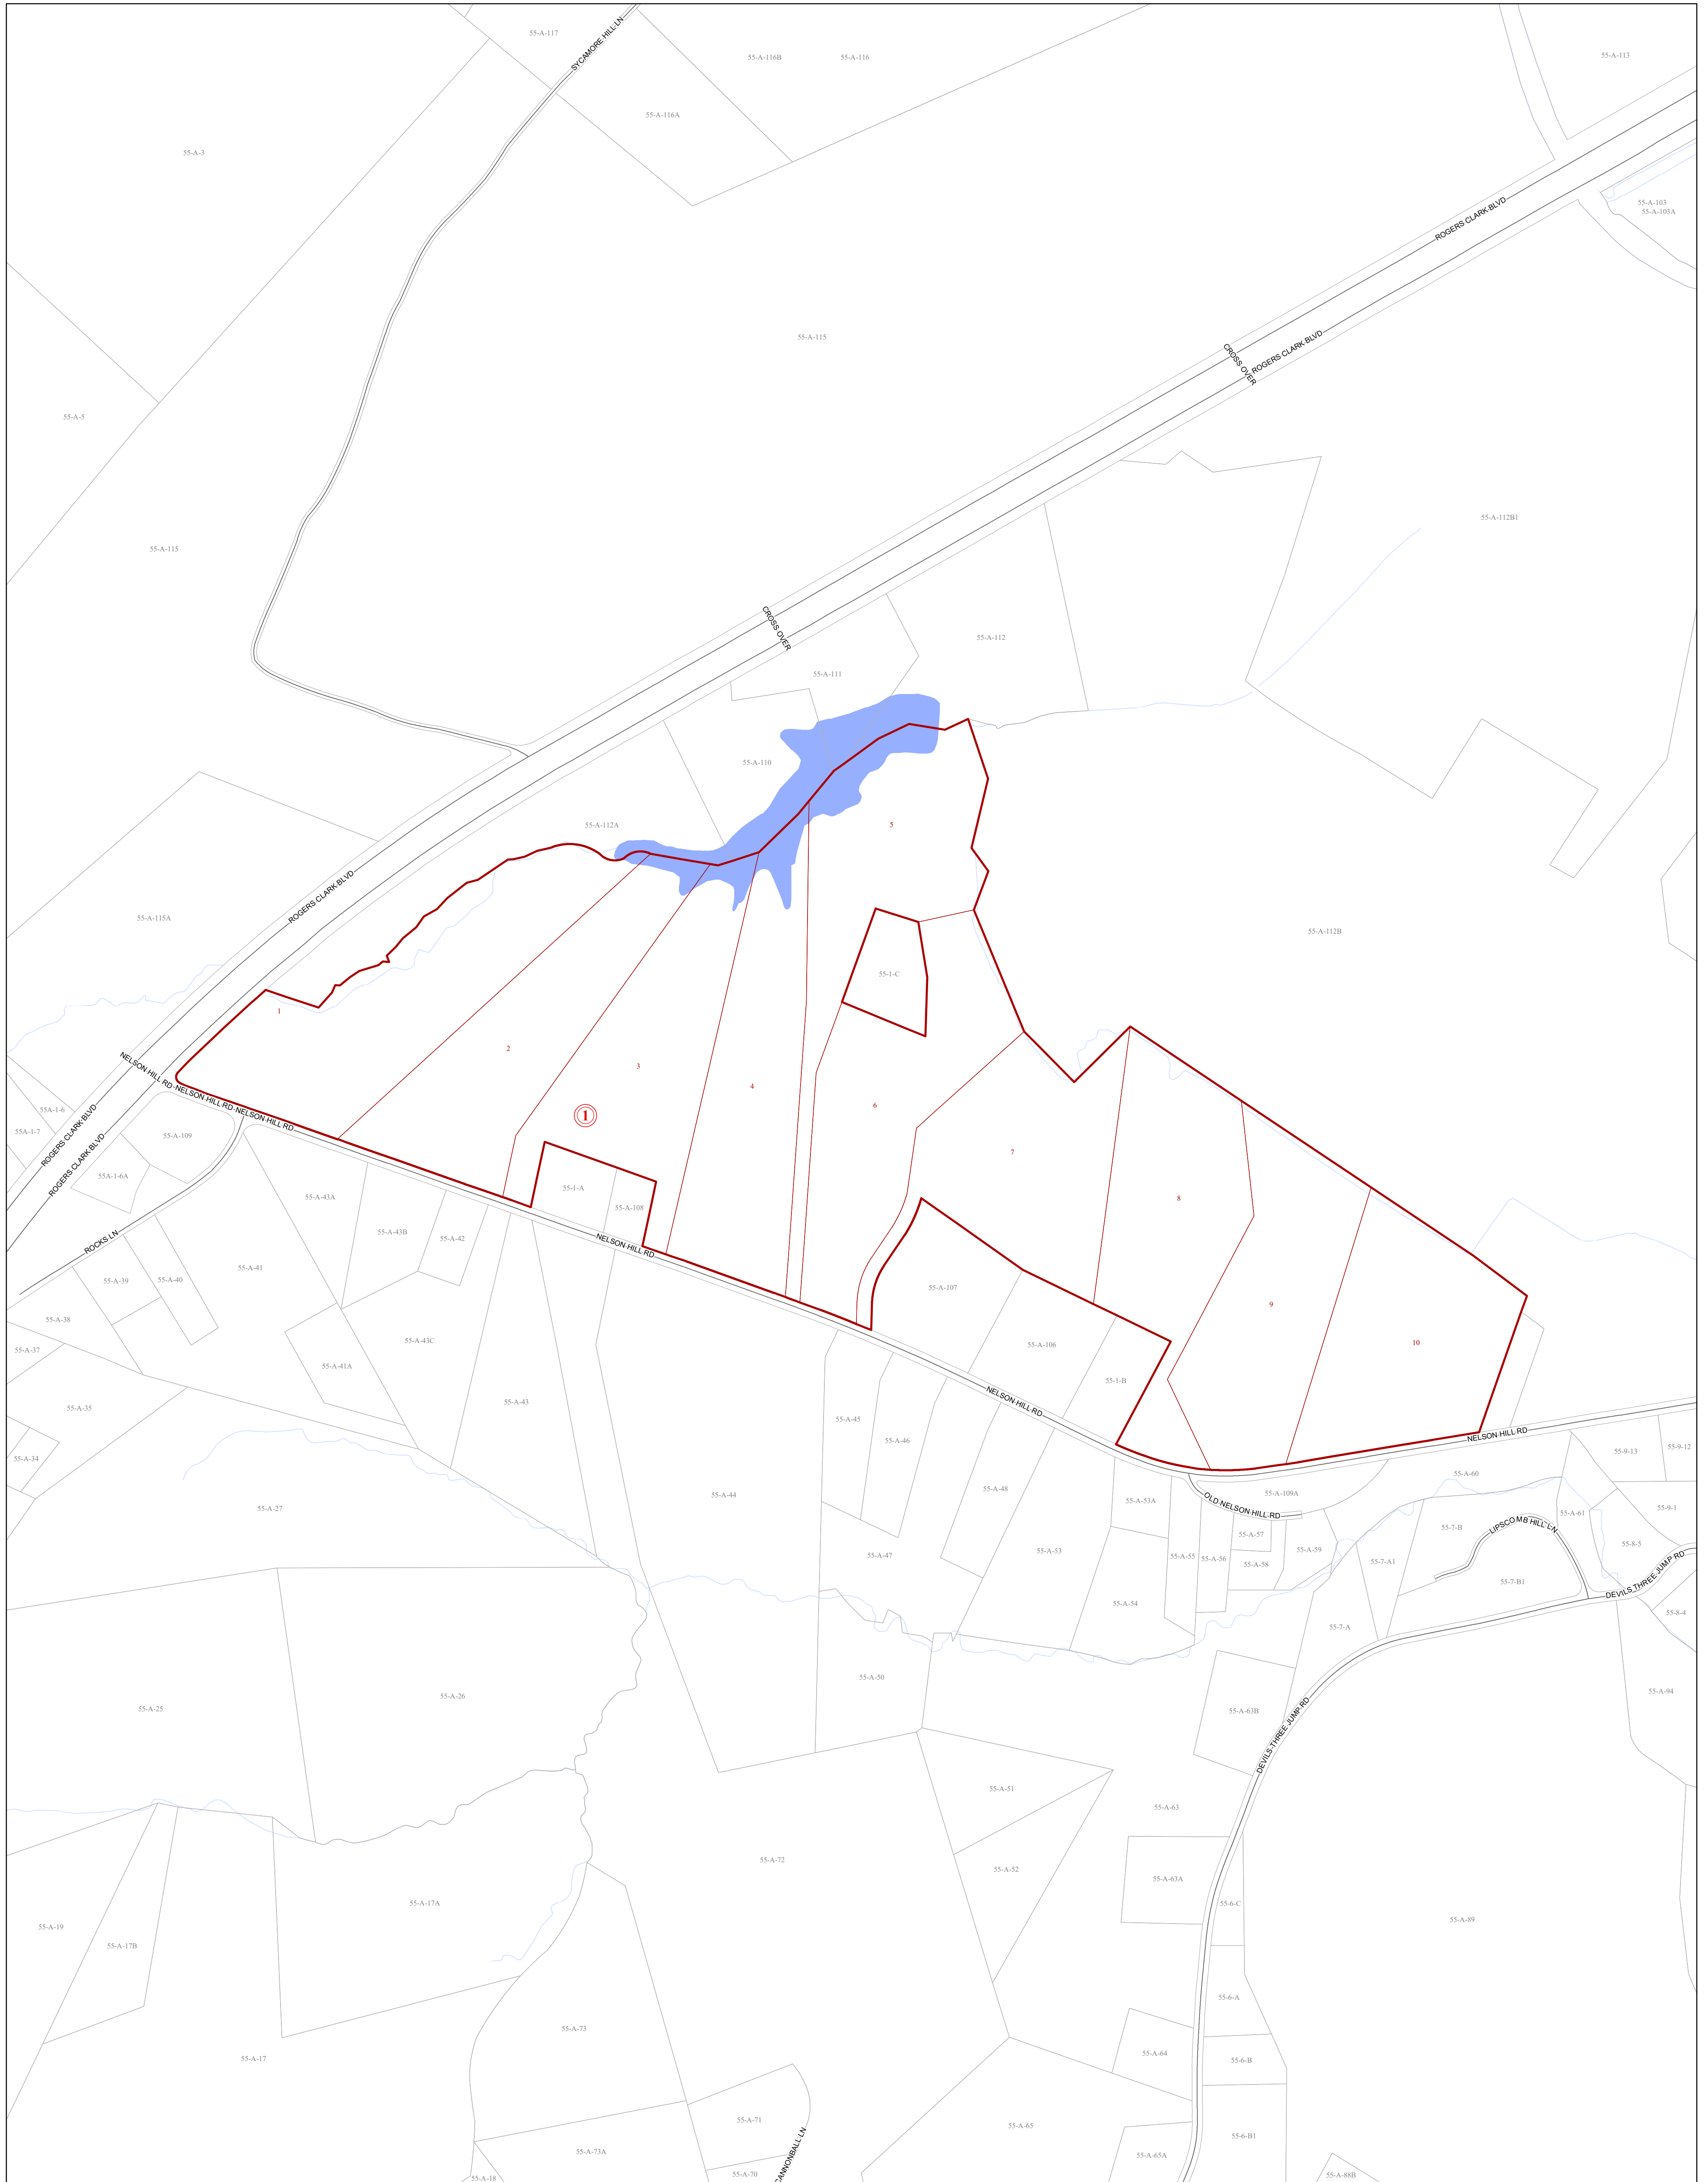 55-A-117
SYCAMORE HILL LN
55-A-116B
55-A-116
55-A-113
55-A-116A
55-A-3
ROGERS CLARK BLVD
55-A-103
55-A-103A
55-A-115
CROSS OVER
ROGERS CLARK BLVD
55-A-5
55-A-112B1
55-A-115
CROSS OVER
55-A-112
55-A-111
55-A-110
55-A-112A
5
ROGERS CLARK BLVD
55-A-115A
55-A-112B
55-1-C
1
2
3
4
6
7
8
9
10
1
NELSON HILL RD
NELSON HILL RD
NELSON HILL RD
55A-1-6
55A-1-7
ROGERS CLARK BLVD
ROGERS CLARK BLVD
55-A-109
55A-1-6A
55-1-A
55-A-108
55-A-43A
55-A-43B
55-A-42
NELSON HILL RD
ROCKS LN
55-A-39
55-A-40
55-A-41
55-A-107
55-A-38
55-A-43C
55-A-106
55-A-37
55-A-41A
55-1-B
55-A-35
55-A-43
NELSON HILL RD
55-A-45
55-A-46
NELSON HILL RD
55-9-13
55-9-12
55-A-34
55-A-60
55-A-48
55-A-44
55-A-109A
55-A-53A
OLD NELSON HILL RD
55-A-27
55-A-61
55-9-1
55-7-B
LIPSCOMB HILL LN
55-A-57
55-8-5
55-A-47
55-A-53
55-A-55
55-A-56
55-A-58
55-A-59
55-7-A1
55-7-B1
DEVILS THREE JUMP RD
55-A-54
55-8-4
55-7-A
55-A-50
55-A-94
55-A-26
55-A-25
55-A-63B
DEVILS THREE JUMP RD
55-A-51
55-A-63
55-A-72
55-A-52
55-A-63A
55-A-17A
55-6-C
55-A-19
55-A-89
55-A-17B
55-6-A
55-A-73
55-A-64
55-A-17
55-6-B
55-A-71
55-A-65
55-6-B1
CANNONBALL LN
55-A-73A
55-A-65A
55-A-70
55-A-18
55-A-88B